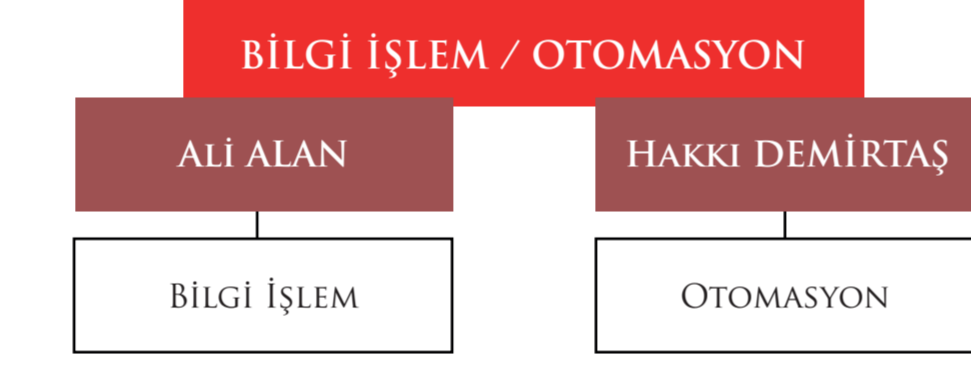 BİLGİ İŞLEM / OTOMASYON
Ali ALAN
Hakkı DEMİRTAŞ
Bilgi İşlem
Otomasyon